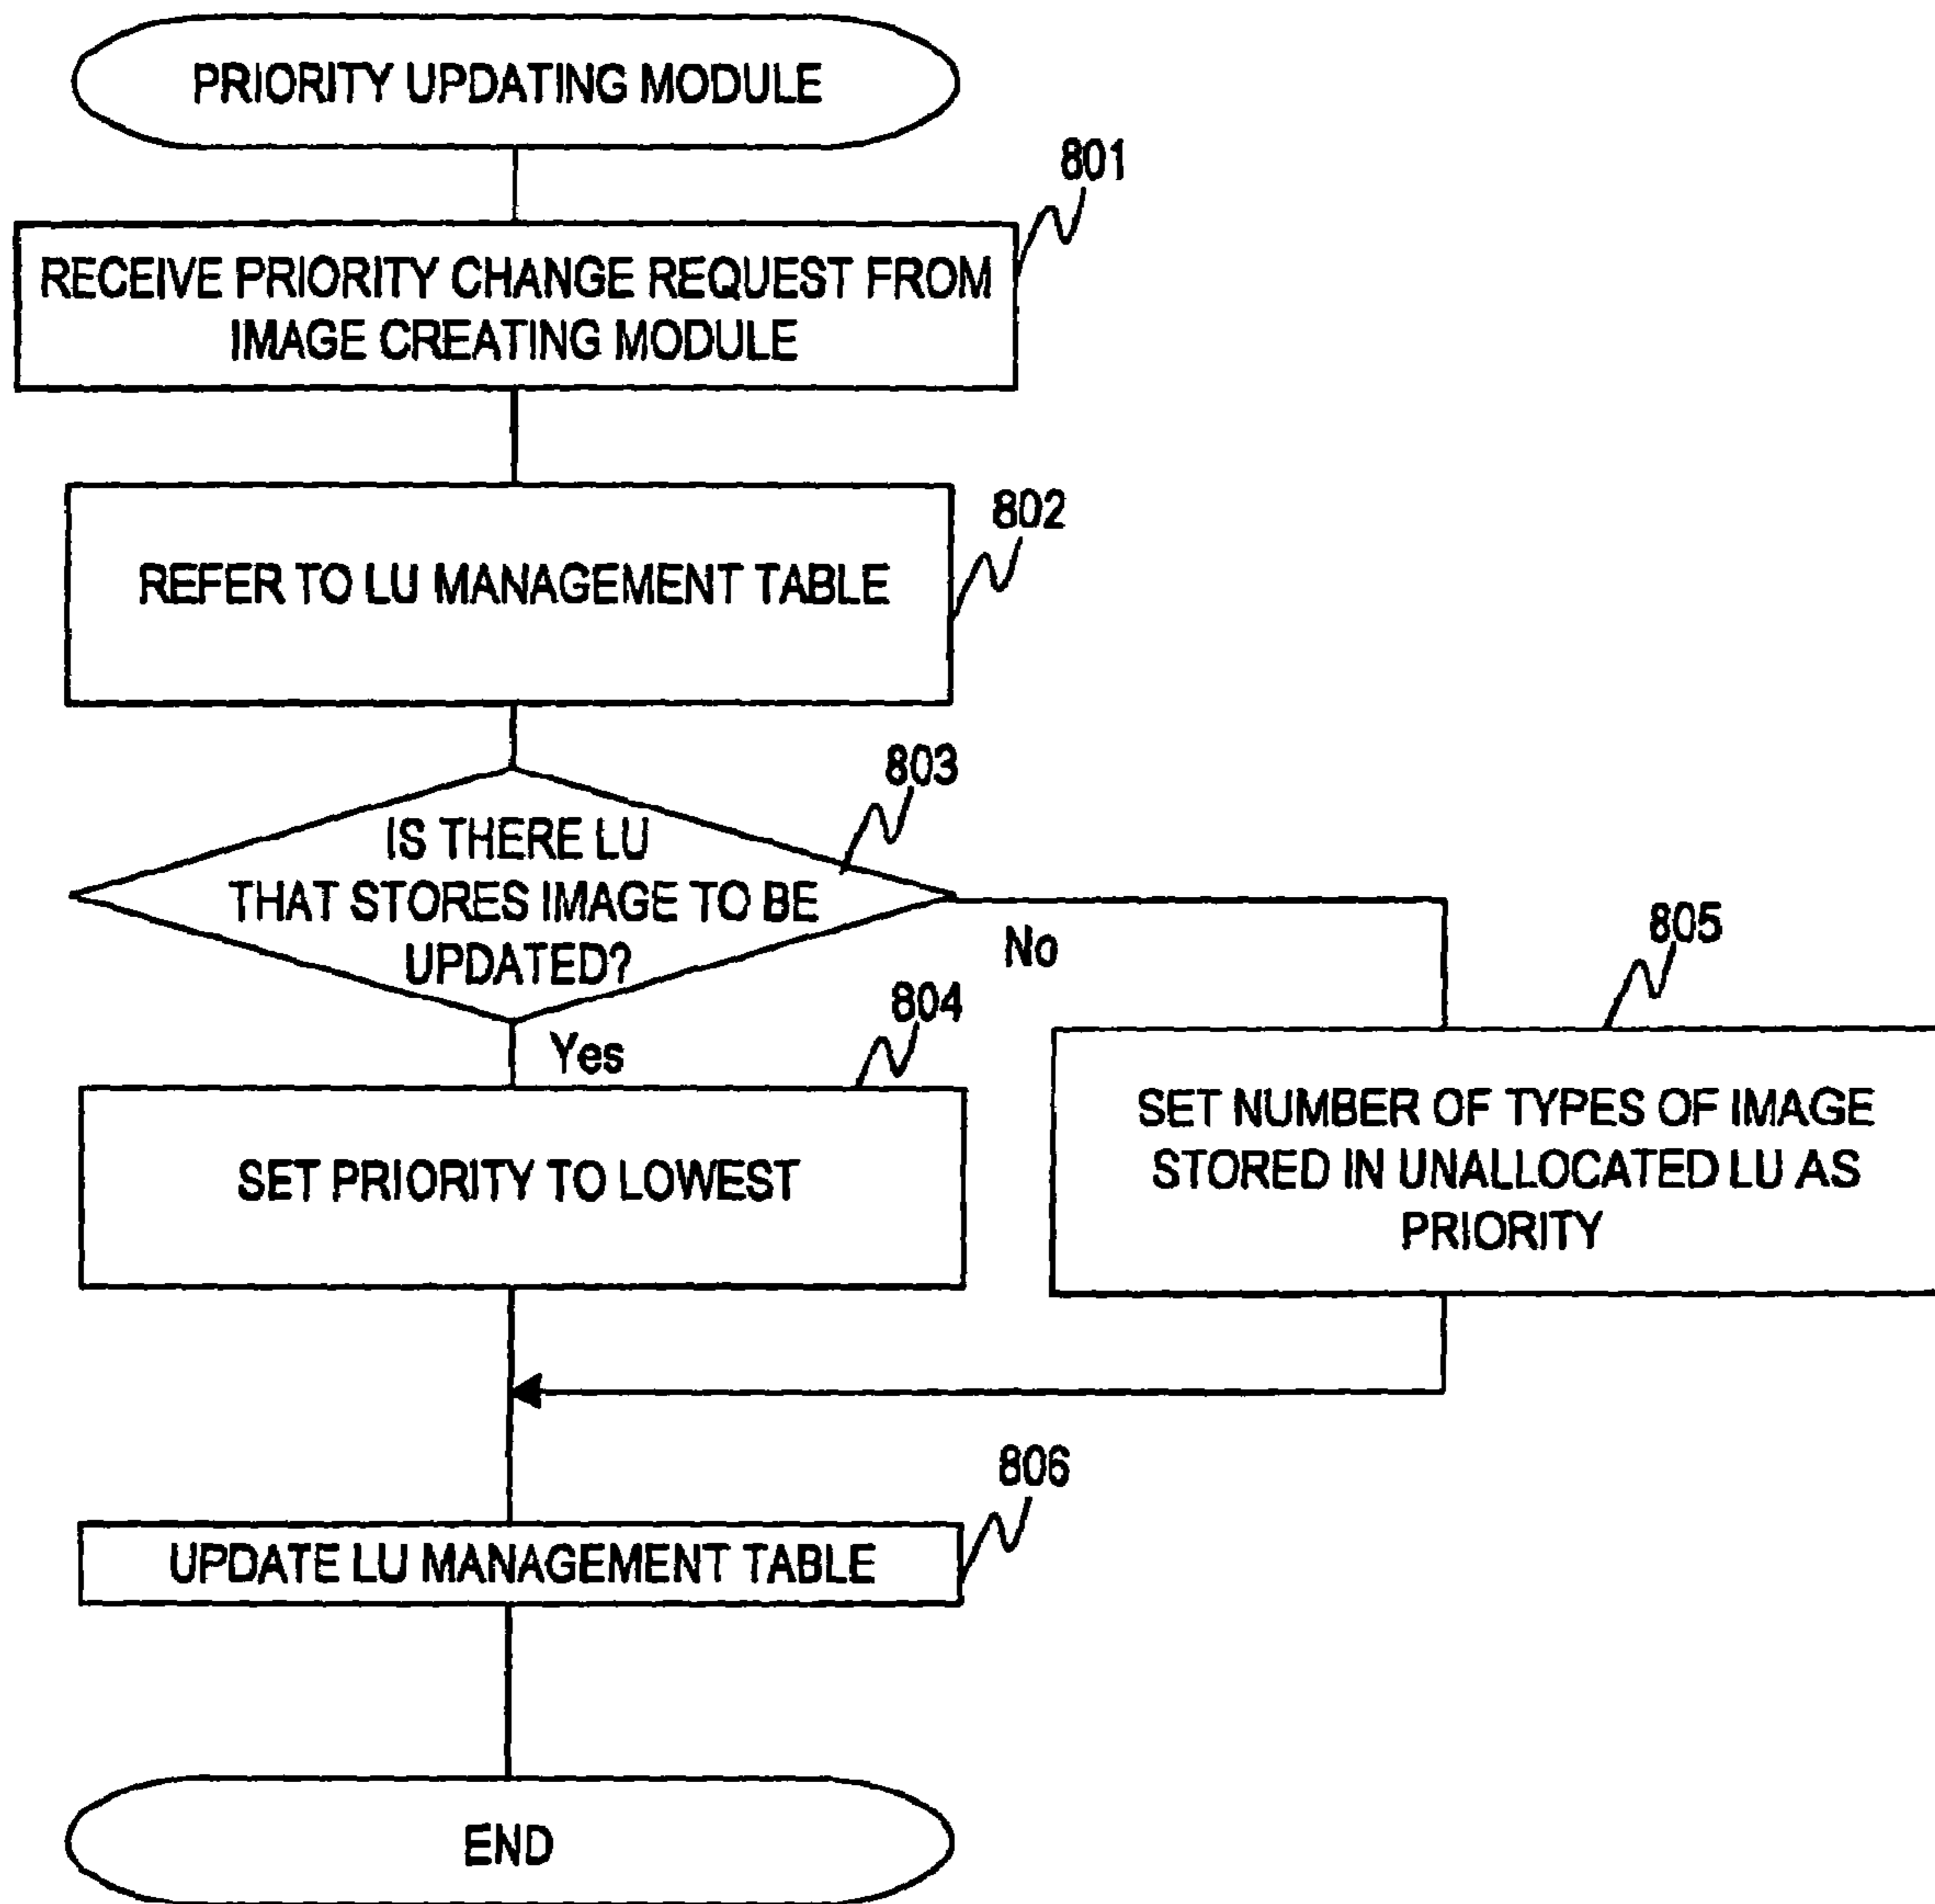 PRIORITY UPDATING MODULE
801
RECEIVE PRIORITY CHANGE REQUEST FROM
IMAGE CREATING MODULE
802
REFER TO LU MANAGEMENT TABLE
803
IS THERE LU
THAT STORES IMAGE TO BE
UPDATED?
No
805
Yes
804
SET PRIORITY TO LOWEST
SET NUMBER OF TYPES OF IMAGE
STORED IN UNALLOCATED LU AS
PRIORITY
806
UPDATE LU MANAGEMENT TABLE
END